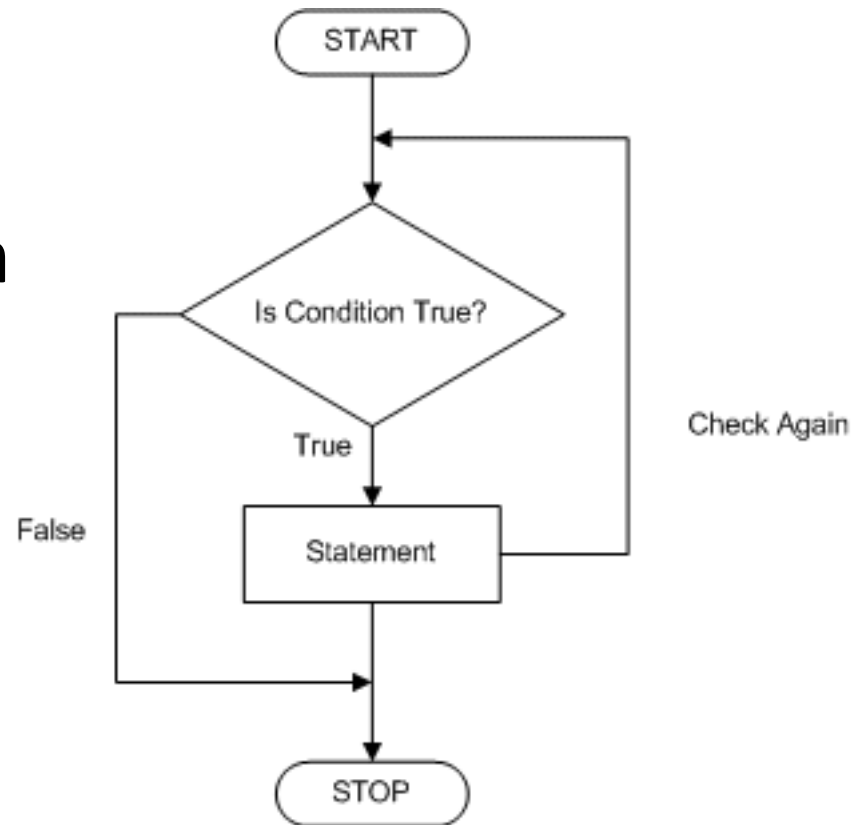 START
n
Is Condition True?
Check Again
True
False
Statement
STOP